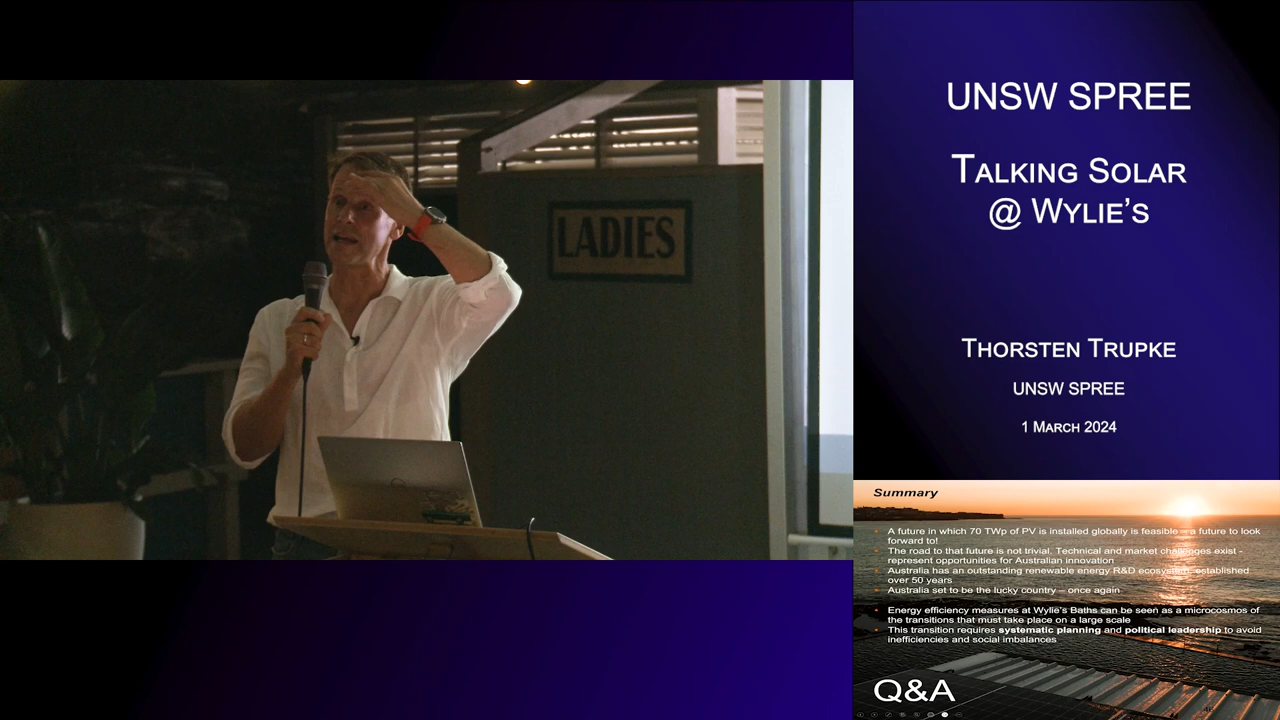 LADIES
UNSW SPREE
TALKING SOLAR
@ WYLIE'S
THORSTEN TRUPKE
UNSW SPREE
1 MARCH 2024
Summary
A future in which 70 TWp of PV is installed globally is feasible – a future to look
forward to!
The road to that future is not trivial. Technical and market challenges exist -
represent opportunities for Australian innovation
Australia has an outstanding renewable energy R&D ecosystem, established
over 50 years
Australia set to be the lucky country – once again
Energy efficiency measures at Wylie's Baths can be seen as a microcosmos of
the transitions that must take place on a large scale
This transition requires systematic planning and political leadership to avoid
inefficiencies and social imbalances
Q&A